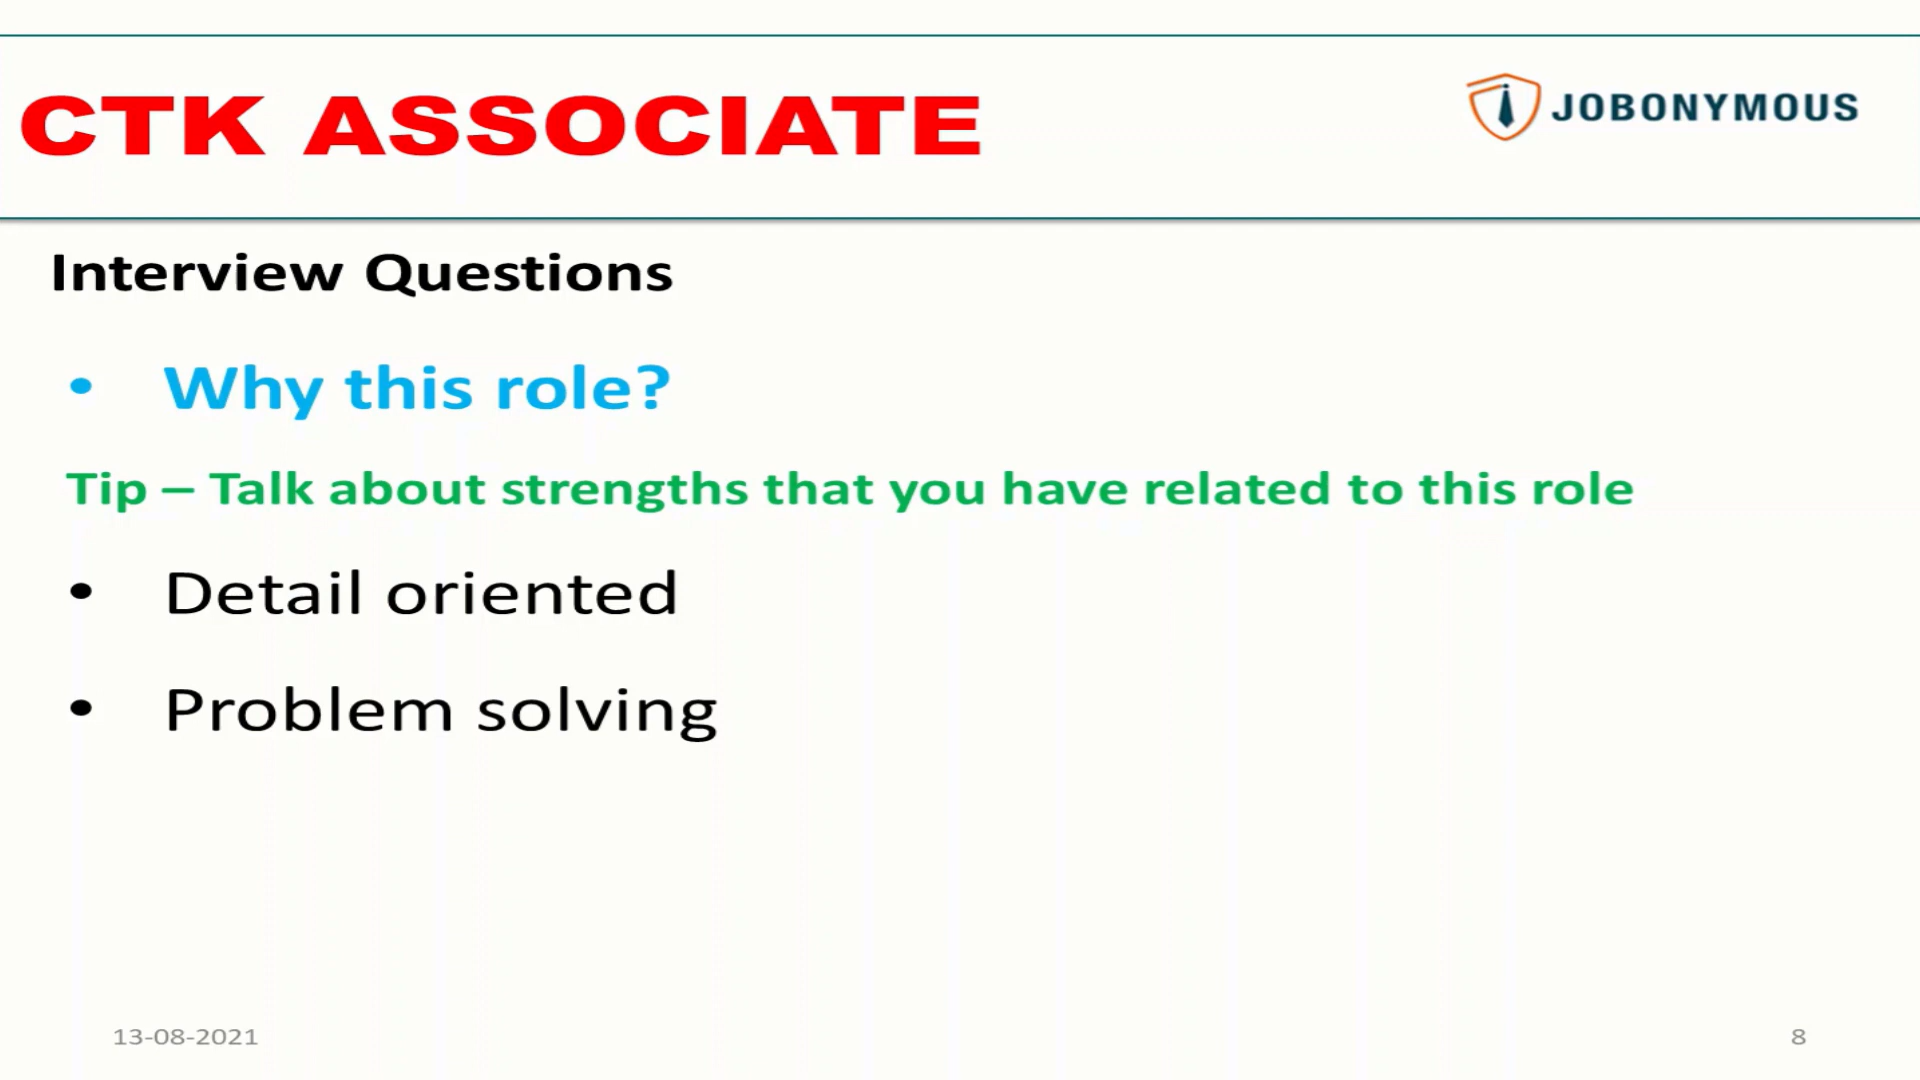 CTK ASSOCIATE
JOBONYMOUS
Interview Questions
• Why this role?
Tip – Talk about strengths that you have related to this role
• Detail oriented
• Problem solving
13-08-2021
8